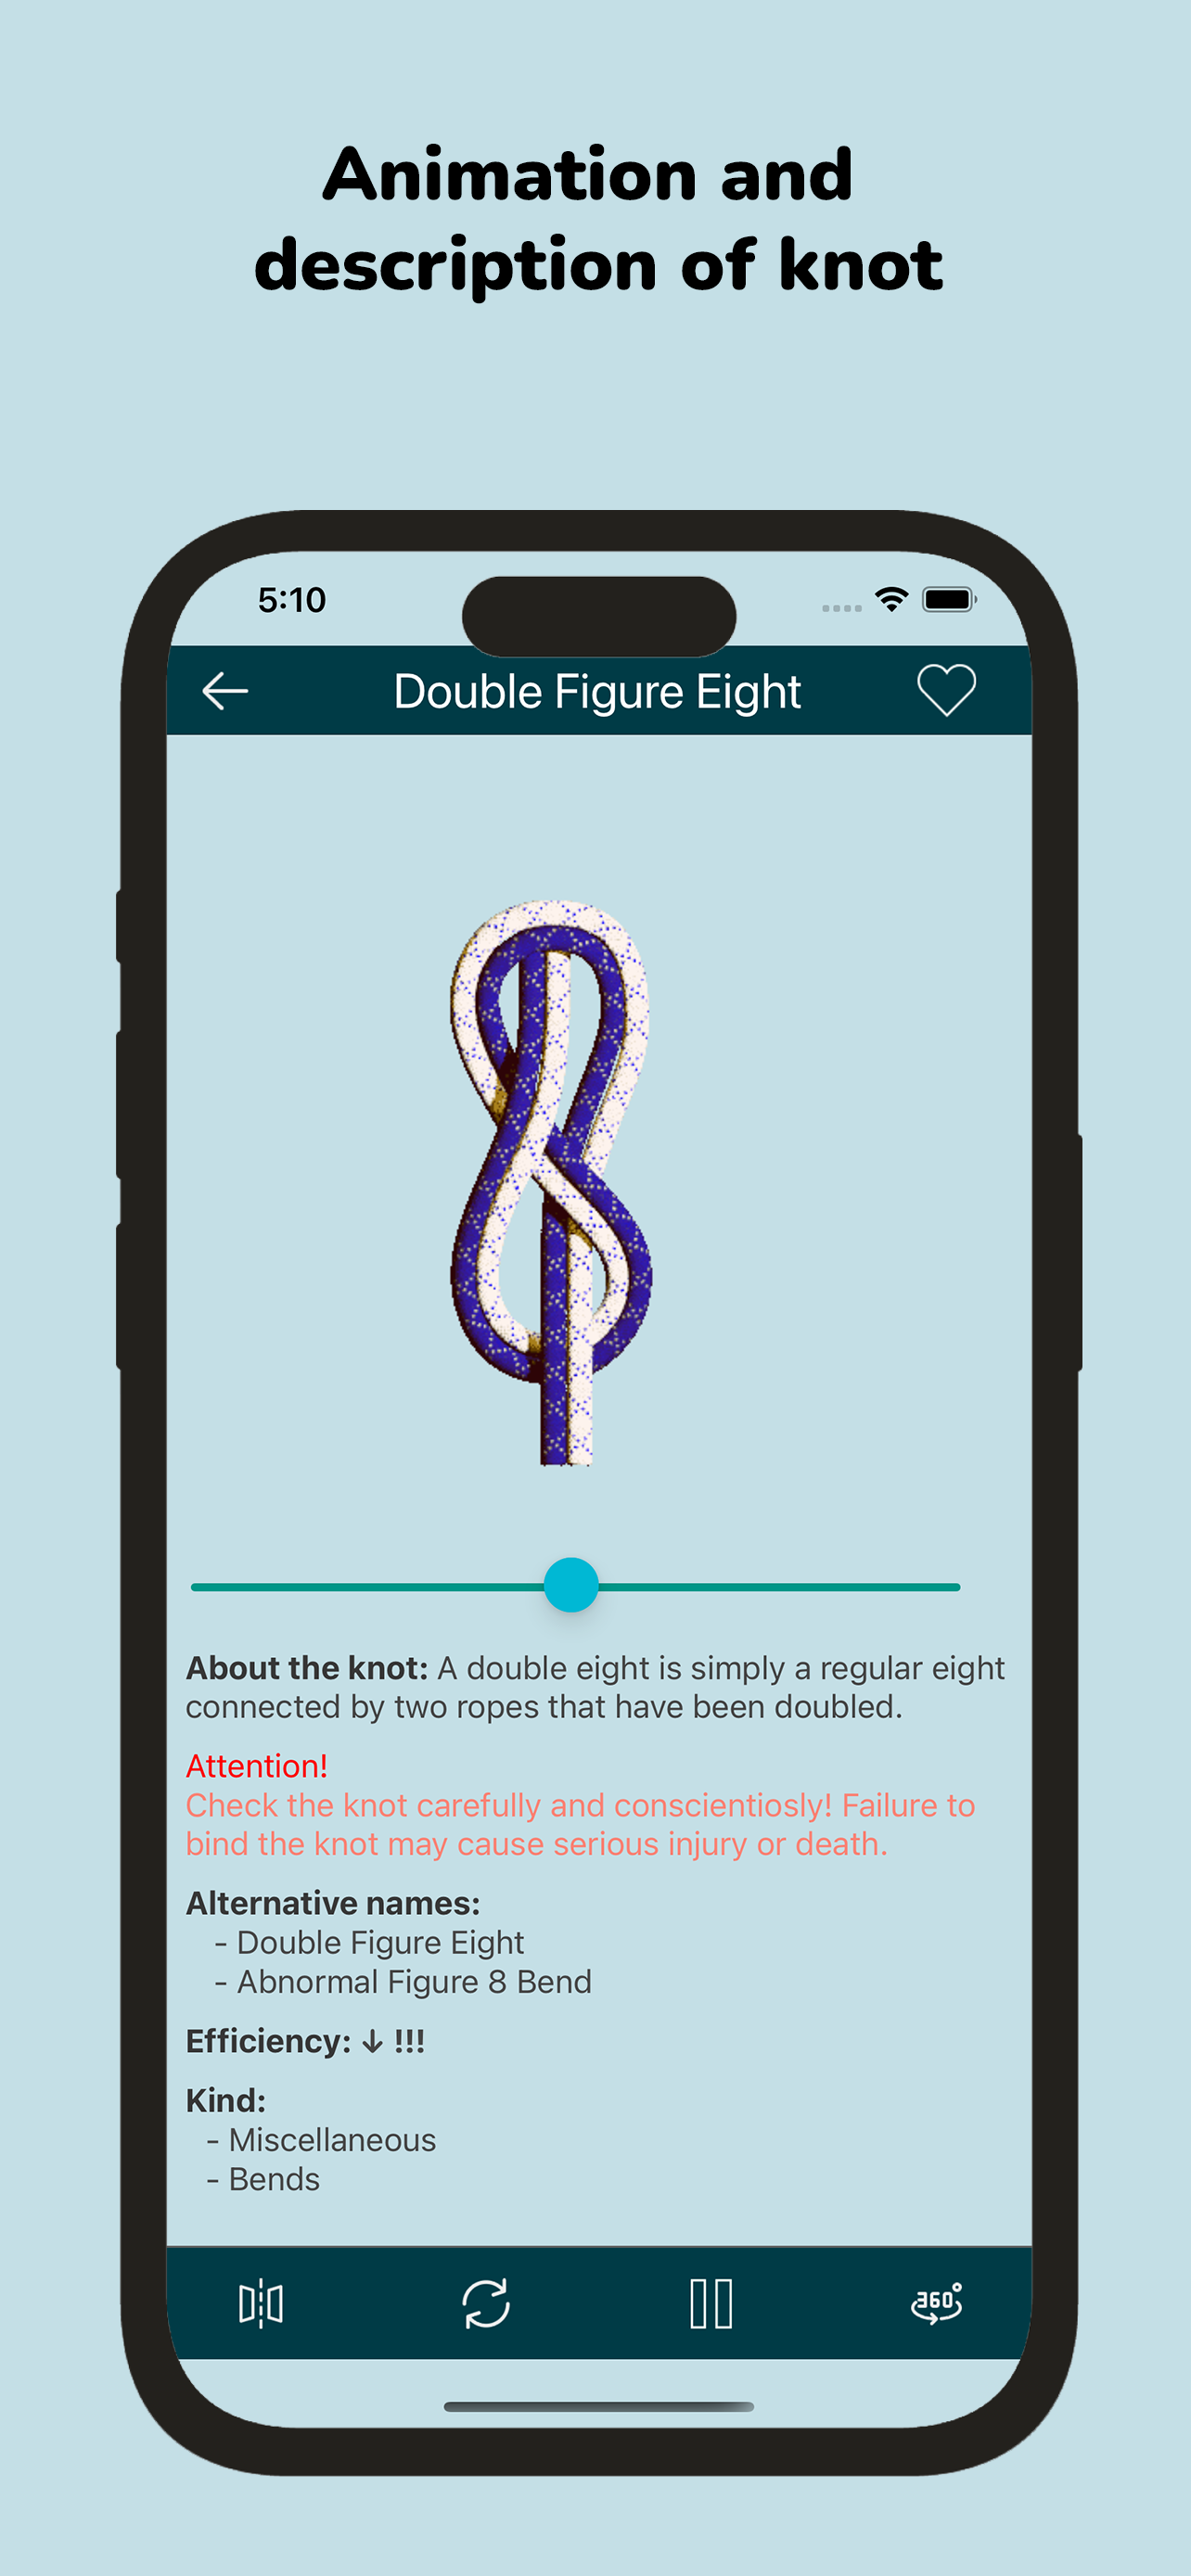 Animation and
description of knot
5:10
Double Figure Eight
About the knot: A double eight is simply a regular eight
connected by two ropes that have been doubled.
Attention!
Check the knot carefully and conscientiosly! Failure to
bind the knot may cause serious injury or death.
Alternative names:
- Double Figure Eight
- Abnormal Figure 8 Bend
Efficiency: ↓ !!!
Kind:
- Miscellaneous
- Bends
360°